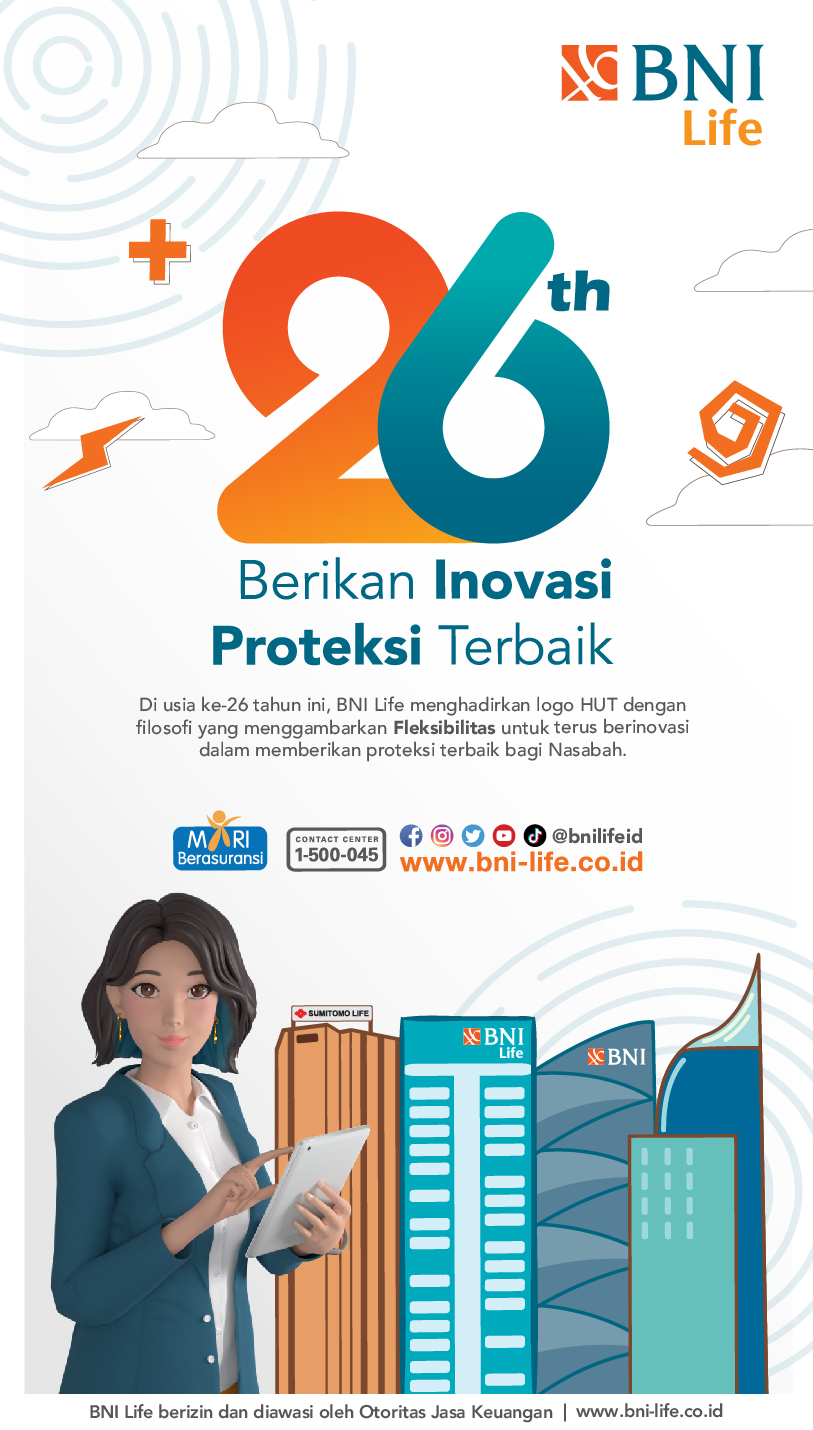 BNI
Life
26th
Berikan Inovasi
Proteksi Terbaik
Di usia ke-26 tahun ini, BNI Life menghadirkan logo HUT dengan
filosofi yang menggambarkan Fleksibilitas untuk terus berinovasi
dalam memberikan proteksi terbaik bagi Nasabah.
MARI
Berasuransi
CONTACT CENTER
1-500-045
@bnilifeid
www.bni-life.co.id
SUMITOMO LIFE
BNI
Life
BNI
BNI Life berizin dan diawasi oleh Otoritas Jasa Keuangan | www.bni-life.co.id